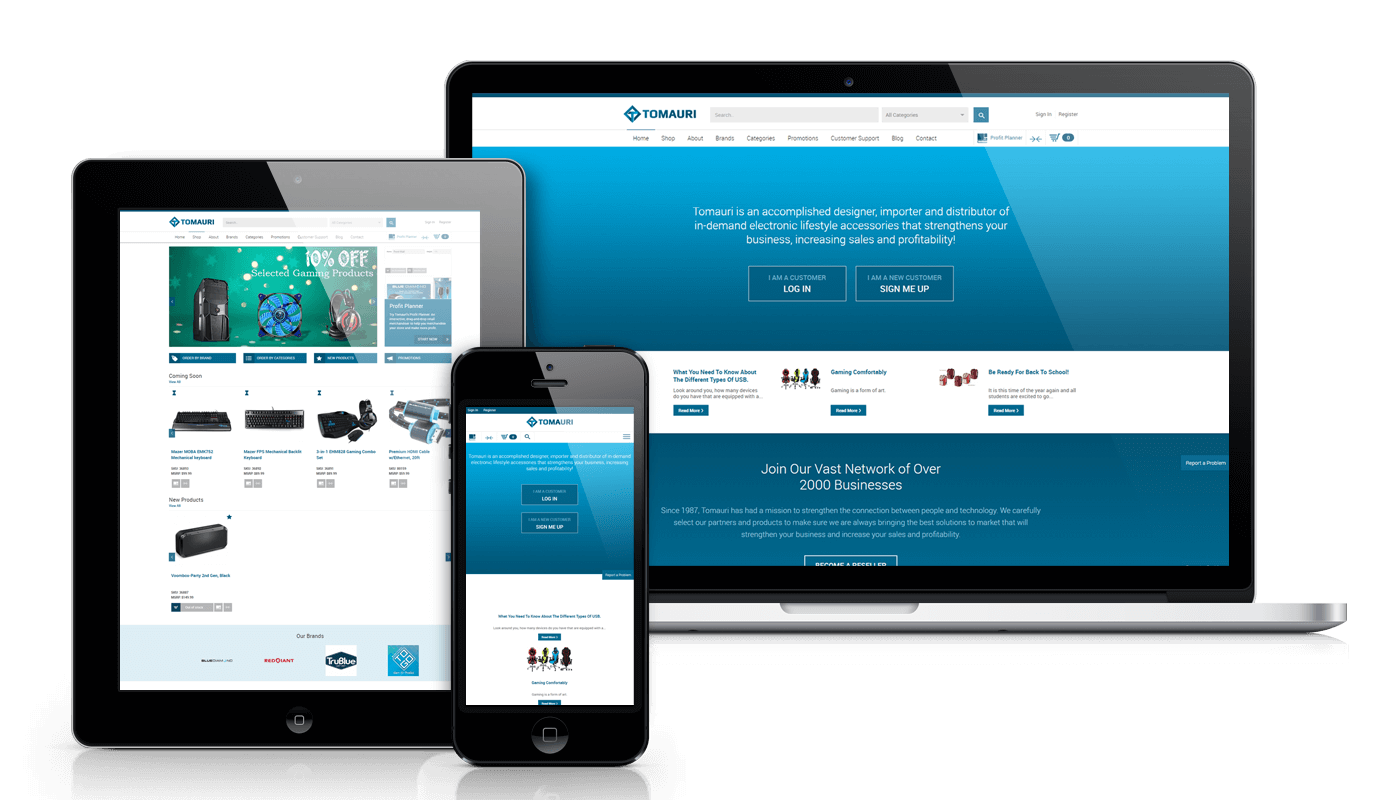 TOMAURI
Search
All Categories
Sign In Register
Home Shop About Brands Categories Promotions Customer Support Blog Contact
Profit Planner
0
Tomauri is an accomplished designer, importer and distributor of
in-demand electronic lifestyle accessories that strengthens your
business, increasing sales and profitability!
I AM A CUSTOMER
LOG IN
I AM A NEW CUSTOMER
SIGN ME UP
What You Need To Know About
The Different Types Of USB.
Look around you, how many devices
do you have that are equipped with a...
Read More
Gaming Comfortably
Gaming is a form of art.
Read More
Be Ready For Back To School!
It is this time of the year again and all
students are excited to go...
Read More
Report a Problem
Join Our Vast Network of Over
2000 Businesses
Since 1987, Tomauri has had a mission to strengthen the connection between people and technology. We carefully
select our partners and products to make sure we are always bringing the best solutions to market that will
strengthen your business and increase your sales and profitability.
BECOME A RESELLER
TOMAURI
Sign In Register
Home Shop About Brands Categories Promotions Customer Support Blog Contact
Profit Planner
10% OFF
Selected Gaming Products
Profit Planner
START NOW
ORDER BY BRAND
ORDER BY CATEGORIES
NEW PRODUCTS
PROMOTIONS
Coming Soon
View All
Mazer MOBA EMK752
Mechanical keyboard
Mazer FPS Mechanical Backlit
Keyboard
3-in-1 EHM828 Gaming Combo
Set
Premium HDMI Cable
w/Ethernet, 20ft
New Products
View All
Voombox-Party 2nd Gen, Black
Our Brands
REDGIANT
TruBlue
TOGO
Sign In Register
TOMAURI
0
Tomauri is an accomplished designer, importer and distributor of in-demand
electronic lifestyle accessories that strengthens your business, increasing
sales and profitability!
I AM A CUSTOMER
LOG IN
I AM A NEW CUSTOMER
SIGN ME UP
Report a Problem
What You Need To Know About The Different Types Of USB.
Look around you, how many devices do you have that are equipped with a...
Read More
Gaming Comfortably
Gaming is a form of art.
Read More